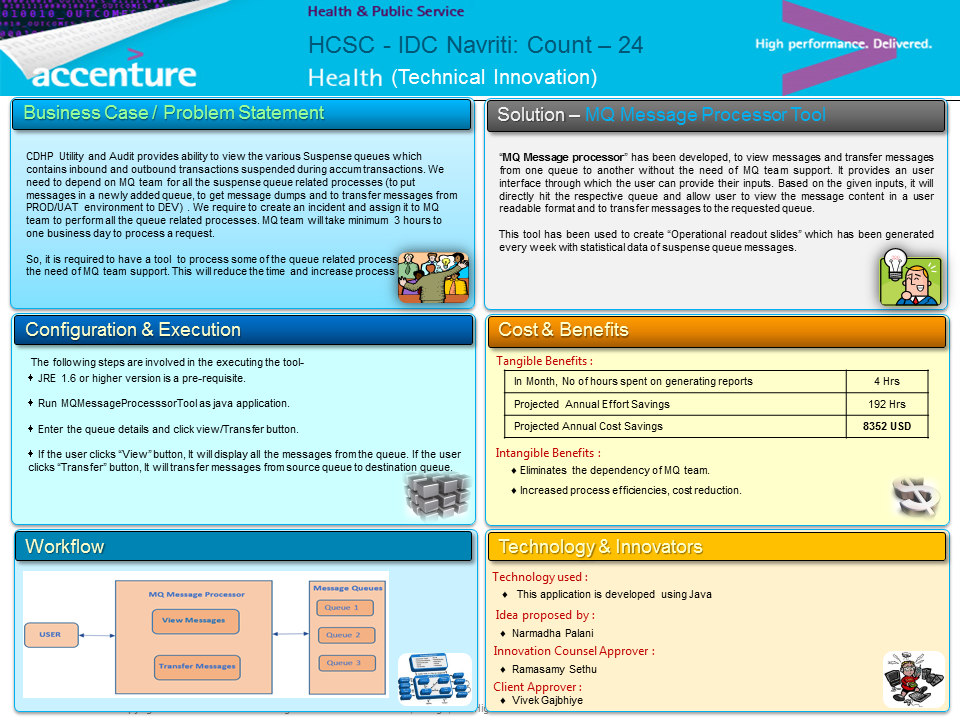 010010_OUTCOM
Health & Public Service
HCSC - IDC Navriti: Count – 24
Health (Technical Innovation)
High performance. Delivered.
accenture
Business Case / Problem Statement
CDHP Utility and Audit provides ability to view the various Suspense queues which
contains inbound and outbound transactions suspended during accum transactions. We
need to depend on MQ team for all the suspense queue related processes (to put
messages in a newly added queue, to get message dumps and to transfer messages from
PROD/UAT environment to DEV) . We require to create an incident and assign it to MQ
team to perform all the queue related processes. MQ team will take minimum 3 hours to
one business day to process a request.
So, it is required to have a tool to process some of the queue related process
the need of MQ team support. This will reduce the time and increase process
Solution – MQ Message Processor Tool
“MQ Message processor” has been developed, to view messages and transfer messages
from one queue to another without the need of MQ team support. It provides an user
interface through which the user can provide their inputs. Based on the given inputs, it will
directly hit the respective queue and allow user to view the message content in a user
readable format and to transfer messages to the requested queue.
This tool has been used to create “Operational readout slides” which has been generated
every week with statistical data of suspense queue messages.
Configuration & Execution
The following steps are involved in the executing the tool-
JRE 1.6 or higher version is a pre-requisite.
Run MQMessageProcesssorTool as java application.
Enter the queue details and click view/Transfer button.
If the user clicks “View” button, It will display all the messages from the queue. If the user
clicks “Transfer” button, It will transfer messages from source queue to destination queue.
Cost & Benefits
Tangible Benefits :
In Month, No of hours spent on generating reports 4 Hrs
Projected Annual Effort Savings 192 Hrs
Projected Annual Cost Savings 8352 USD
Intangible Benefits :
♦ Eliminates the dependency of MQ team.
♦ Increased process efficiencies, cost reduction.
Workflow
USER
MQ Message Processor
View Messages
Transfer Messages
Message Queues
Queue 1
Queue 2
Queue 3
Technology & Innovators
Technology used :
♦ This application is developed using Java
Idea proposed by :
♦ Narmadha Palani
Innovation Counsel Approver :
♦ Ramasamy Sethu
Client Approver :
♦ Vivek Gajbhiye